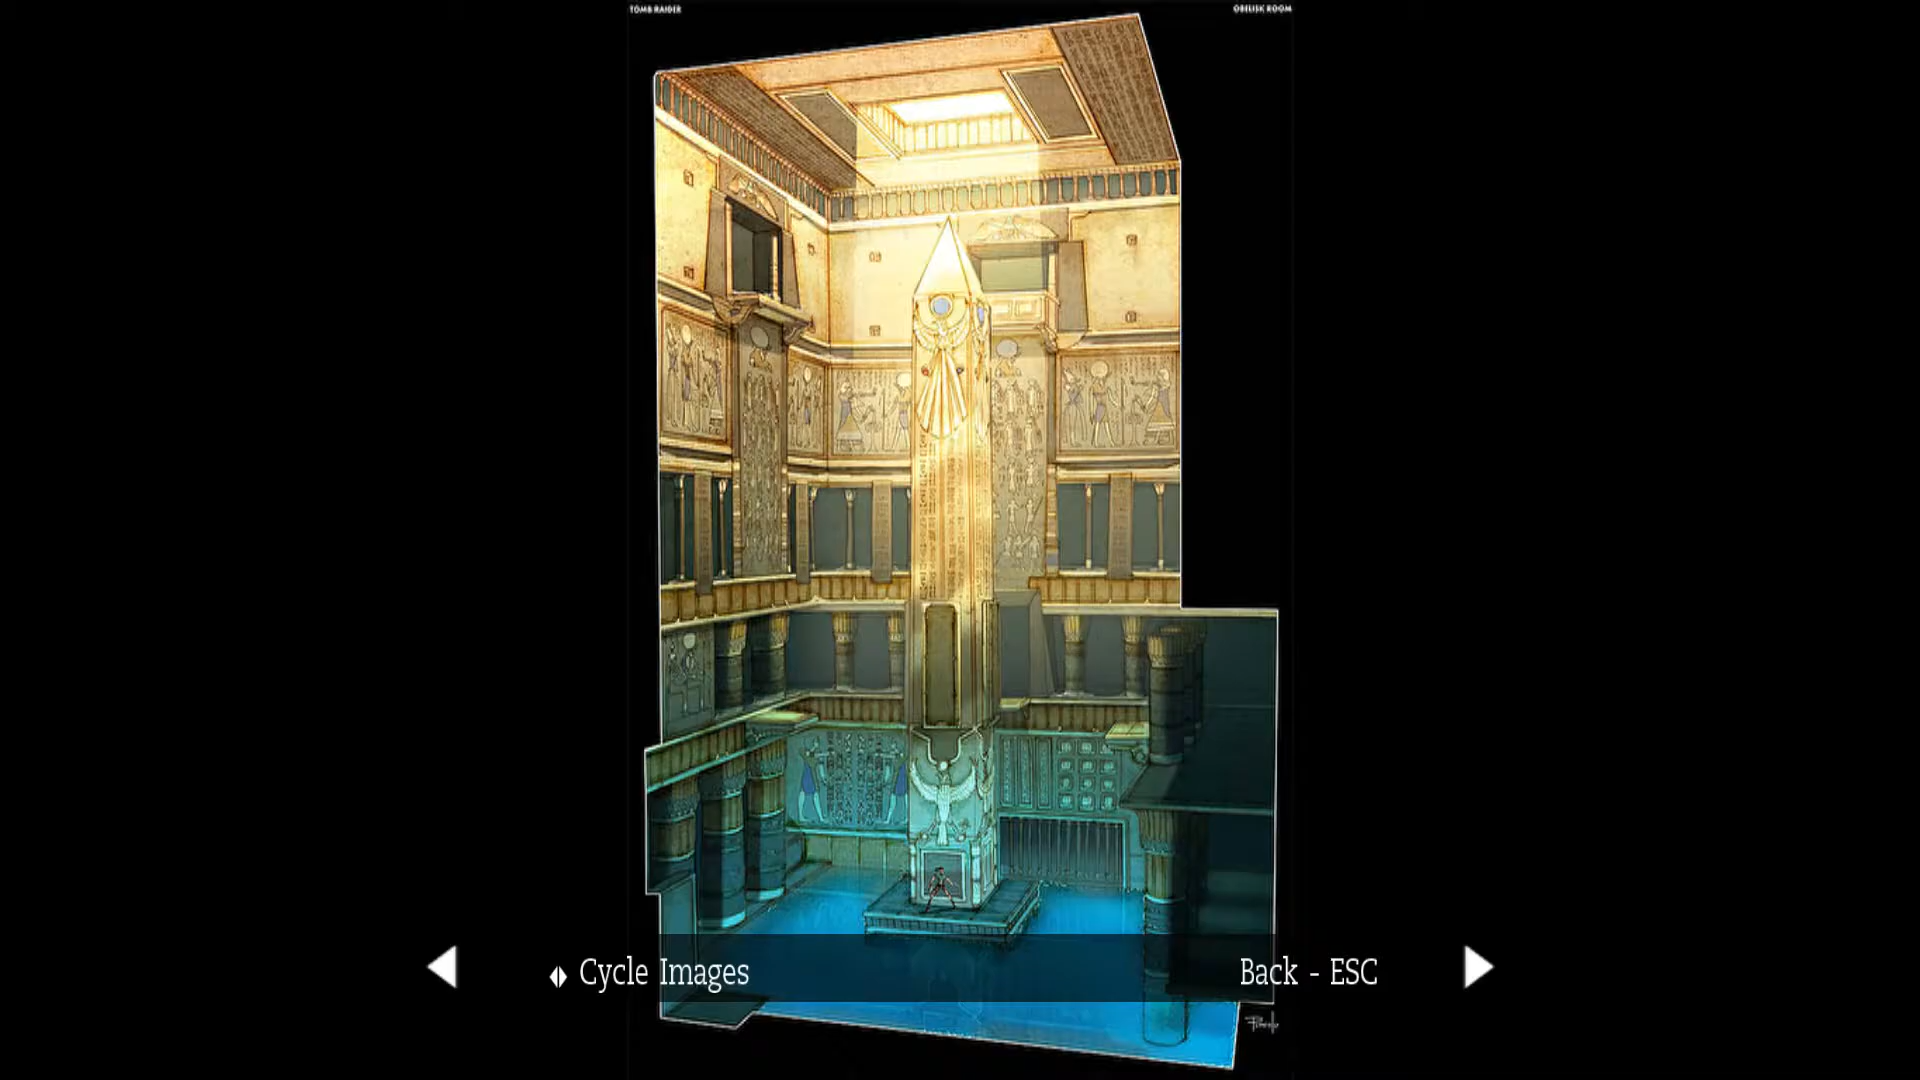 TOMB RAIDER
OBELISK ROOM
Cycle Images
Back - ESC